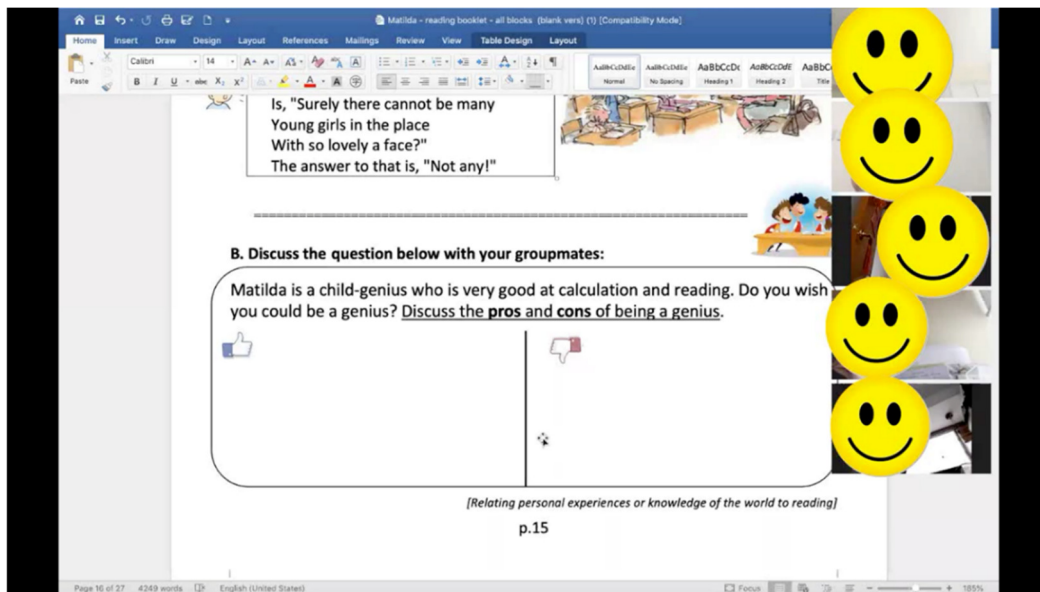 Matilda - reading booklet - all blocks (blank vers) (1) [Compatibility Mode]
Home Insert Draw Design Layout References Mailings Review View Table Design Layout
Paste
Calibri 14
AaBbCcDdEe AaBbCcDdEe AaBbCcDc AaBbCcDdE AaBbC
Normal No Spacing Heading 1 Heading 2 Title
Is, "Surely there cannot be many
Young girls in the place
With so lovely a face?"
The answer to that is, "Not any!"
B. Discuss the question below with your groupmates:
Matilda is a child-genius who is very good at calculation and reading. Do you wish
you could be a genius? Discuss the pros and cons of being a genius.
[Relating personal experiences or knowledge of the world to reading]
p.15
Page 16 of 27 4249 words English (United States) Focus 185%